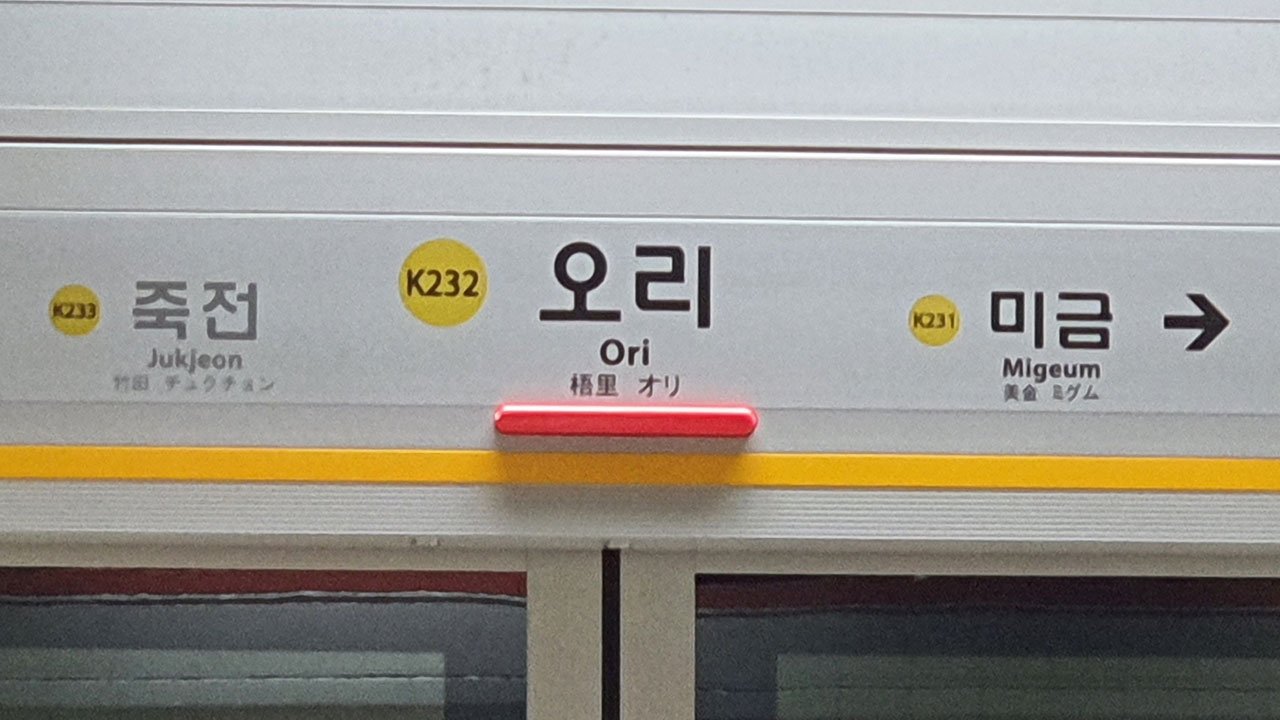 K233 죽전
Jukjeon
竹田 チュクチョン
K232 오리
Ori
梧里 オリ
K231 미금 →
Migeum
美金 ミグム